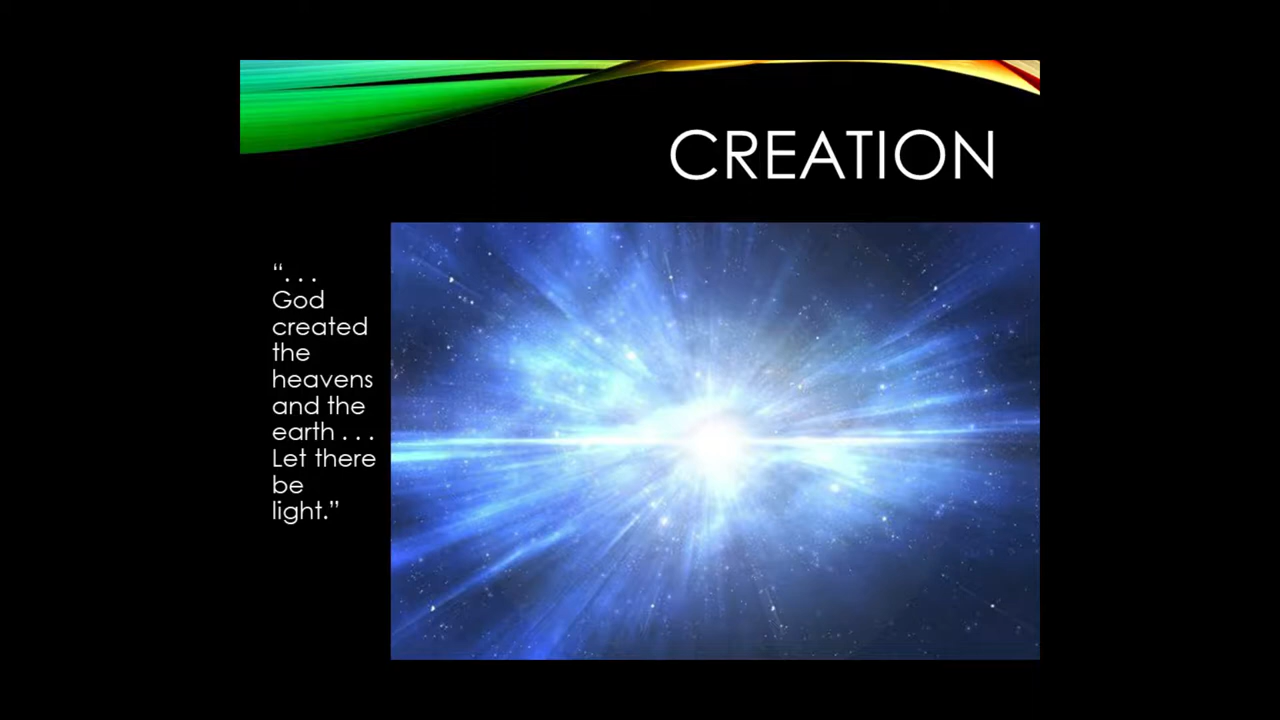 CREATION
“. . .
God
created
the
heavens
and the
earth . . .
Let there
be
light.”